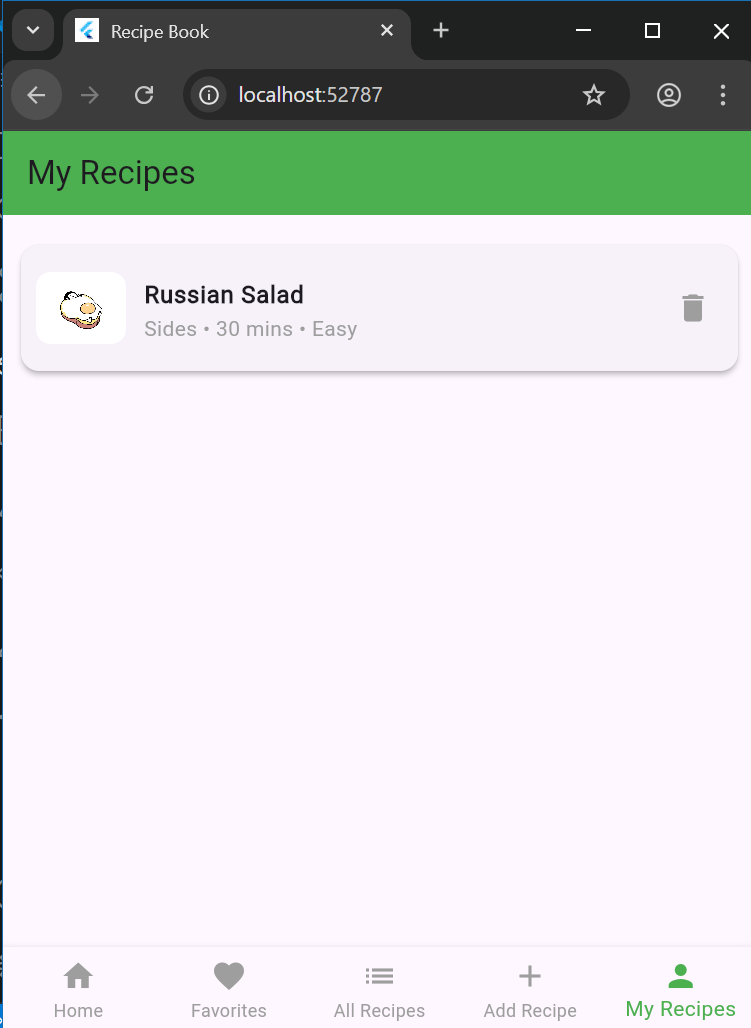 Recipe Book
localhost:52787
My Recipes
Russian Salad
Sides • 30 mins • Easy
Home
Favorites
All Recipes
Add Recipe
My Recipes